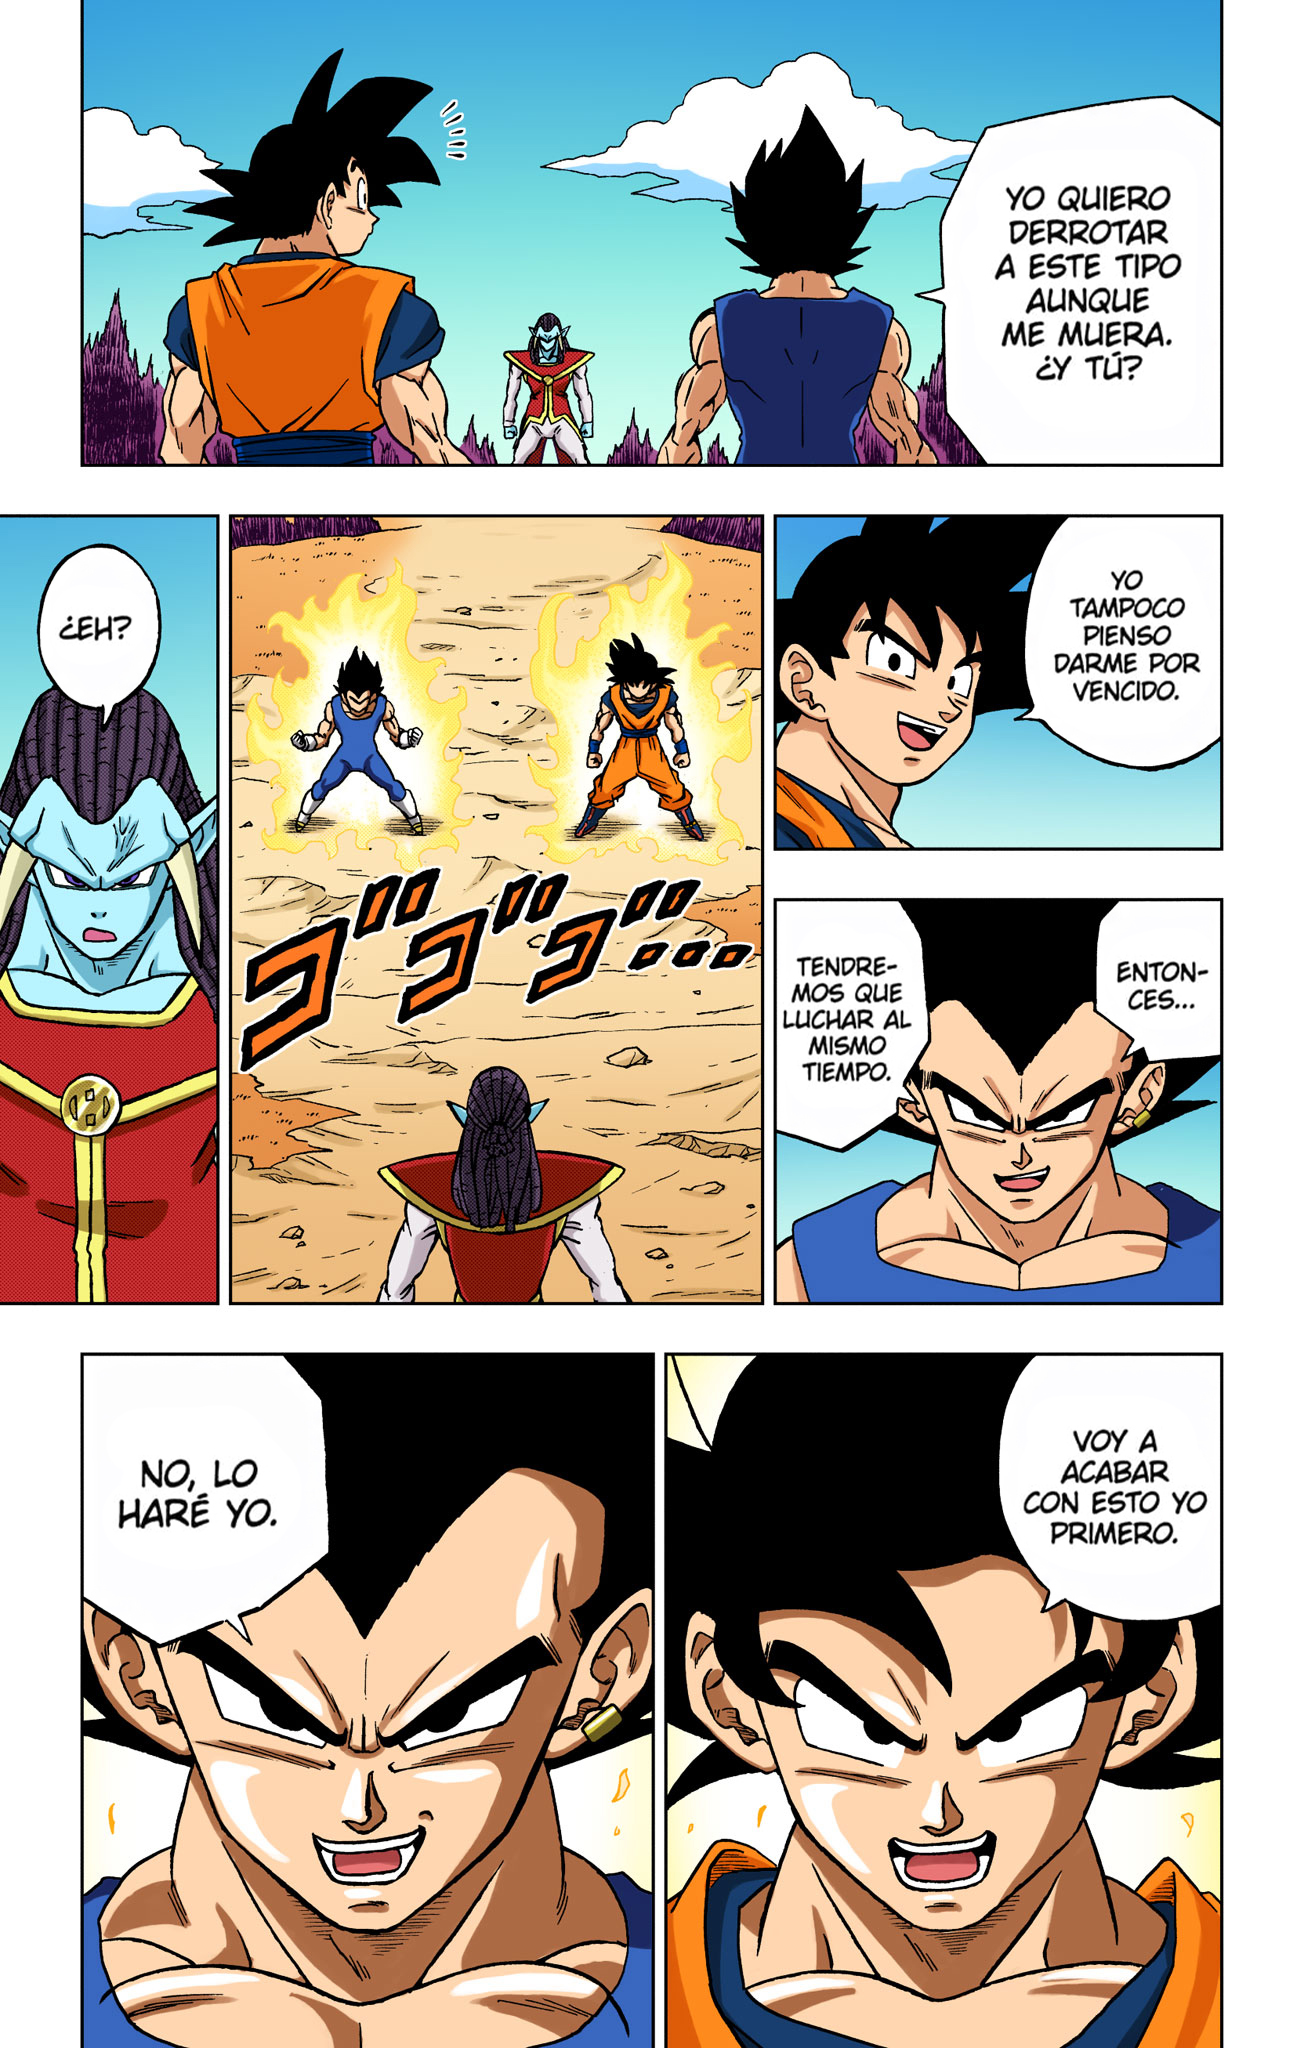 YO QUIERO
DERROTAR
A ESTE TIPO
AUNQUE
ME MUERA.
¿Y TÚ?
YO
TAMPOCO
PIENSO
DARME POR
VENCIDO.
ENTON-
CES...
TENDRE-
MOS QUE
LUCHAR AL
MISMO
TIEMPO.
ゴゴゴ...
¿EH?
VOY A
ACABAR
CON ESTO YO
PRIMERO.
NO, LO
HARÉ YO.